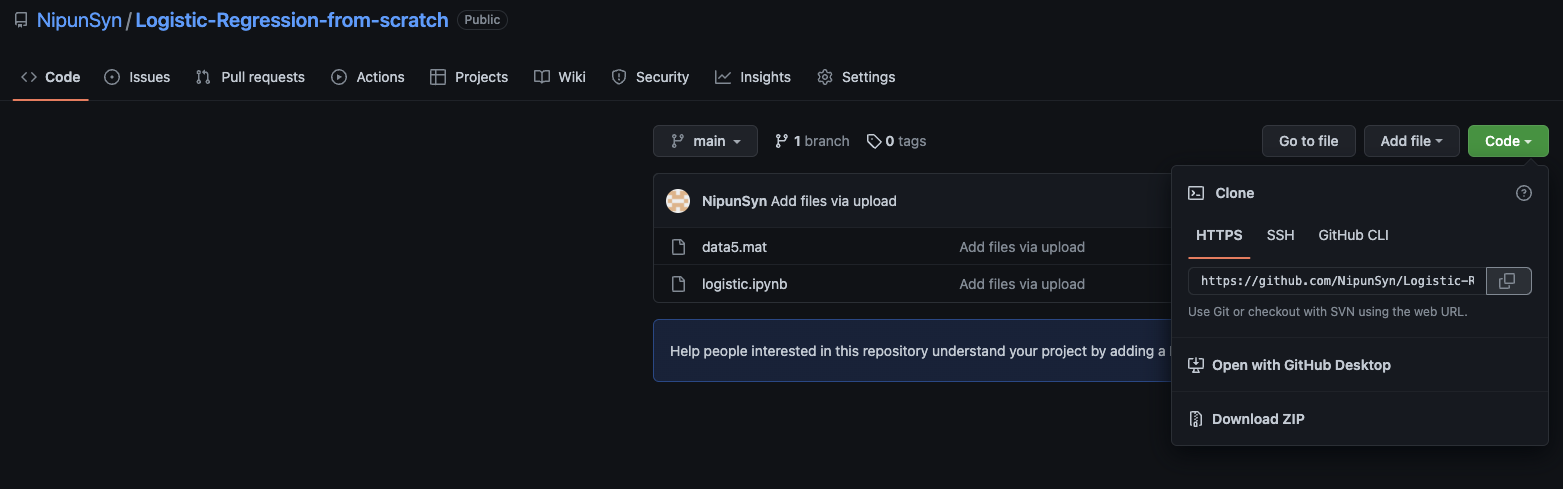 NipunSyn / Logistic-Regression-from-scratch Public
Code Issues Pull requests Actions Projects Wiki Security Insights Settings
main 1 branch 0 tags Go to file Add file Code
NipunSyn Add files via upload
data5.mat Add files via upload
logistic.ipynb Add files via upload
Help people interested in this repository understand your project by adding a
Clone
HTTPS SSH GitHub CLI
https://github.com/NipunSyn/Logistic-R
Use Git or checkout with SVN using the web URL.
Open with GitHub Desktop
Download ZIP